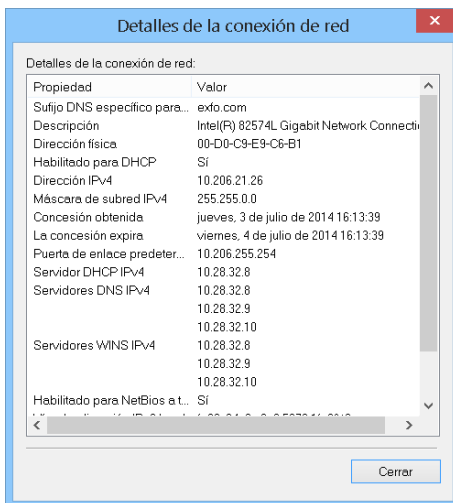 Detalles de la conexión de red
Detalles de la conexión de red:
Propiedad Valor
Sufijo DNS específico para... exfo.com
Descripción Intel(R) 82574L Gigabit Network Connecti
Dirección física 00-D0-C9-E9-C6-B1
Habilitado para DHCP Sí
Dirección IPv4 10.206.21.26
Máscara de subred IPv4 255.255.0.0
Concesión obtenida jueves, 3 de julio de 2014 16:13:39
La concesión expira viernes, 4 de julio de 2014 16:13:39
Puerta de enlace predeter... 10.206.255.254
Servidor DHCP IPv4 10.28.32.8
Servidores DNS IPv4 10.28.32.8
10.28.32.9
10.28.32.10
Servidores WINS IPv4 10.28.32.8
10.28.32.9
10.28.32.10
Habilitado para NetBios a t... Sí
Cerrar